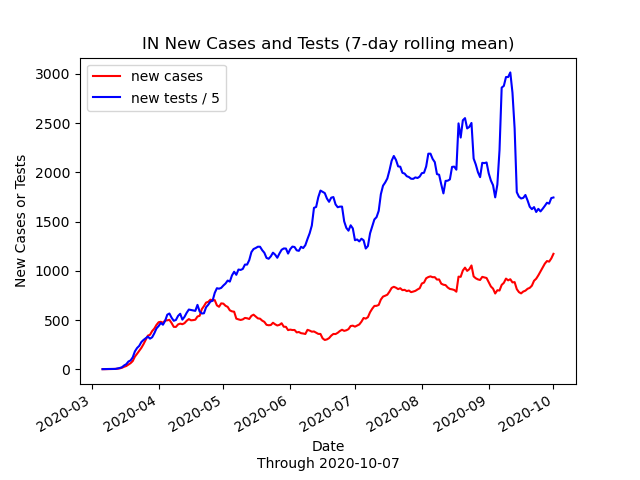 IN New Cases and Tests (7-day rolling mean)
new cases
new tests / 5
New Cases or Tests
3000
2500
2000
1500
1000
500
0
2020-03
2020-04
2020-05
2020-06
2020-07
2020-08
2020-09
2020-10
Date
Through 2020-10-07